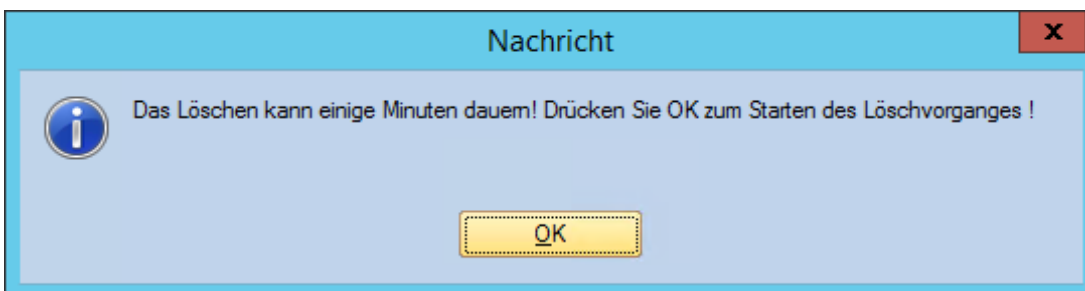 Nachricht
x
Das Löschen kann einige Minuten dauern! Drücken Sie OK zum Starten des Löschvorganges !
OK